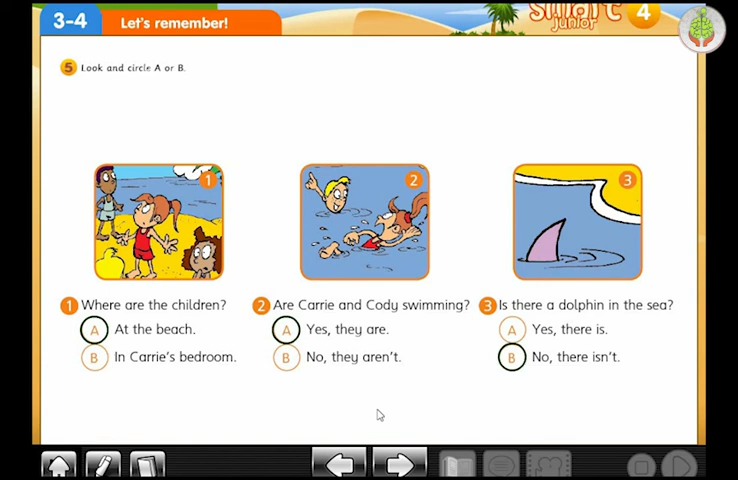 3-4 Let's remember!
smart junior 4
5 Look and circle A or B.
1
2
3
1 Where are the children?
A At the beach.
B In Carrie's bedroom.
2 Are Carrie and Cody swimming?
A Yes, they are.
B No, they aren't.
3 Is there a dolphin in the sea?
A Yes, there is.
B No, there isn't.